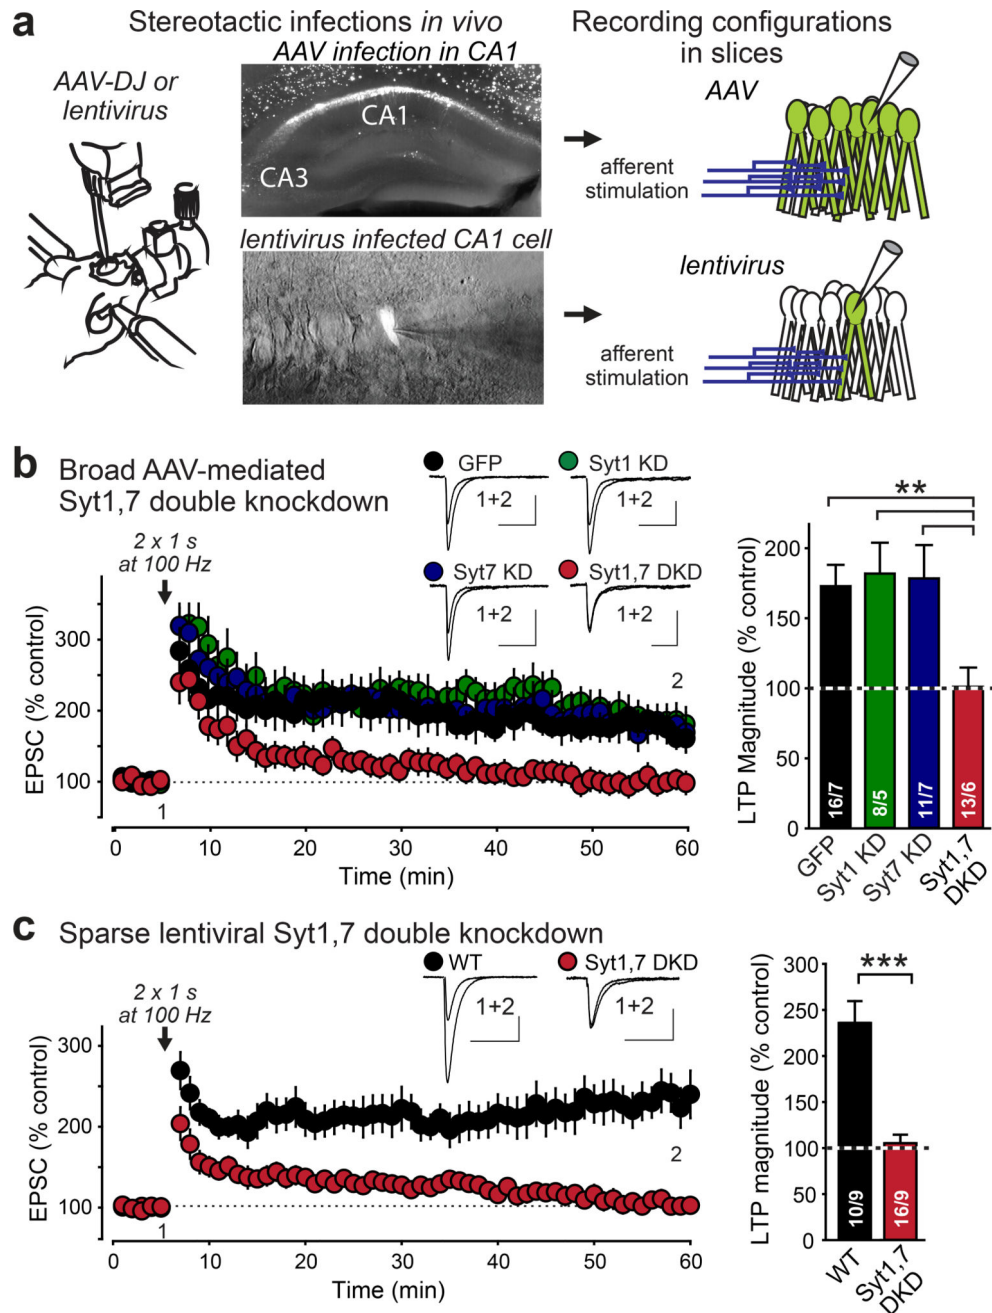 a
Stereotactic infections in vivo
Recording configurations
in slices
AAV-DJ or
lentivirus
AAV infection in CA1
CA1
CA3
AAV
afferent
stimulation
lentivirus infected CA1 cell
lentivirus
afferent
stimulation
b
Broad AAV-mediated
Syt1,7 double knockdown
2 x 1 s
at 100 Hz
GFP
1+2
Syt1 KD
1+2
Syt7 KD
1+2
Syt1,7 DKD
1+2
EPSC (% control)
300
200
100
1
2
0
10
20
30
40
50
60
Time (min)
**
LTP Magnitude (% control)
200
150
100
50
0
16/7
8/5
11/7
13/6
GFP
Syt1 KD
Syt7 KD
Syt1,7
DKD
c
Sparse lentiviral Syt1,7 double knockdown
2 x 1 s
at 100 Hz
WT
1+2
Syt1,7 DKD
1+2
EPSC (% control)
300
200
100
1
2
0
10
20
30
40
50
60
Time (min)
***
LTP magnitude (% control)
300
250
200
150
100
50
0
10/9
16/9
WT
Syt1,7
DKD